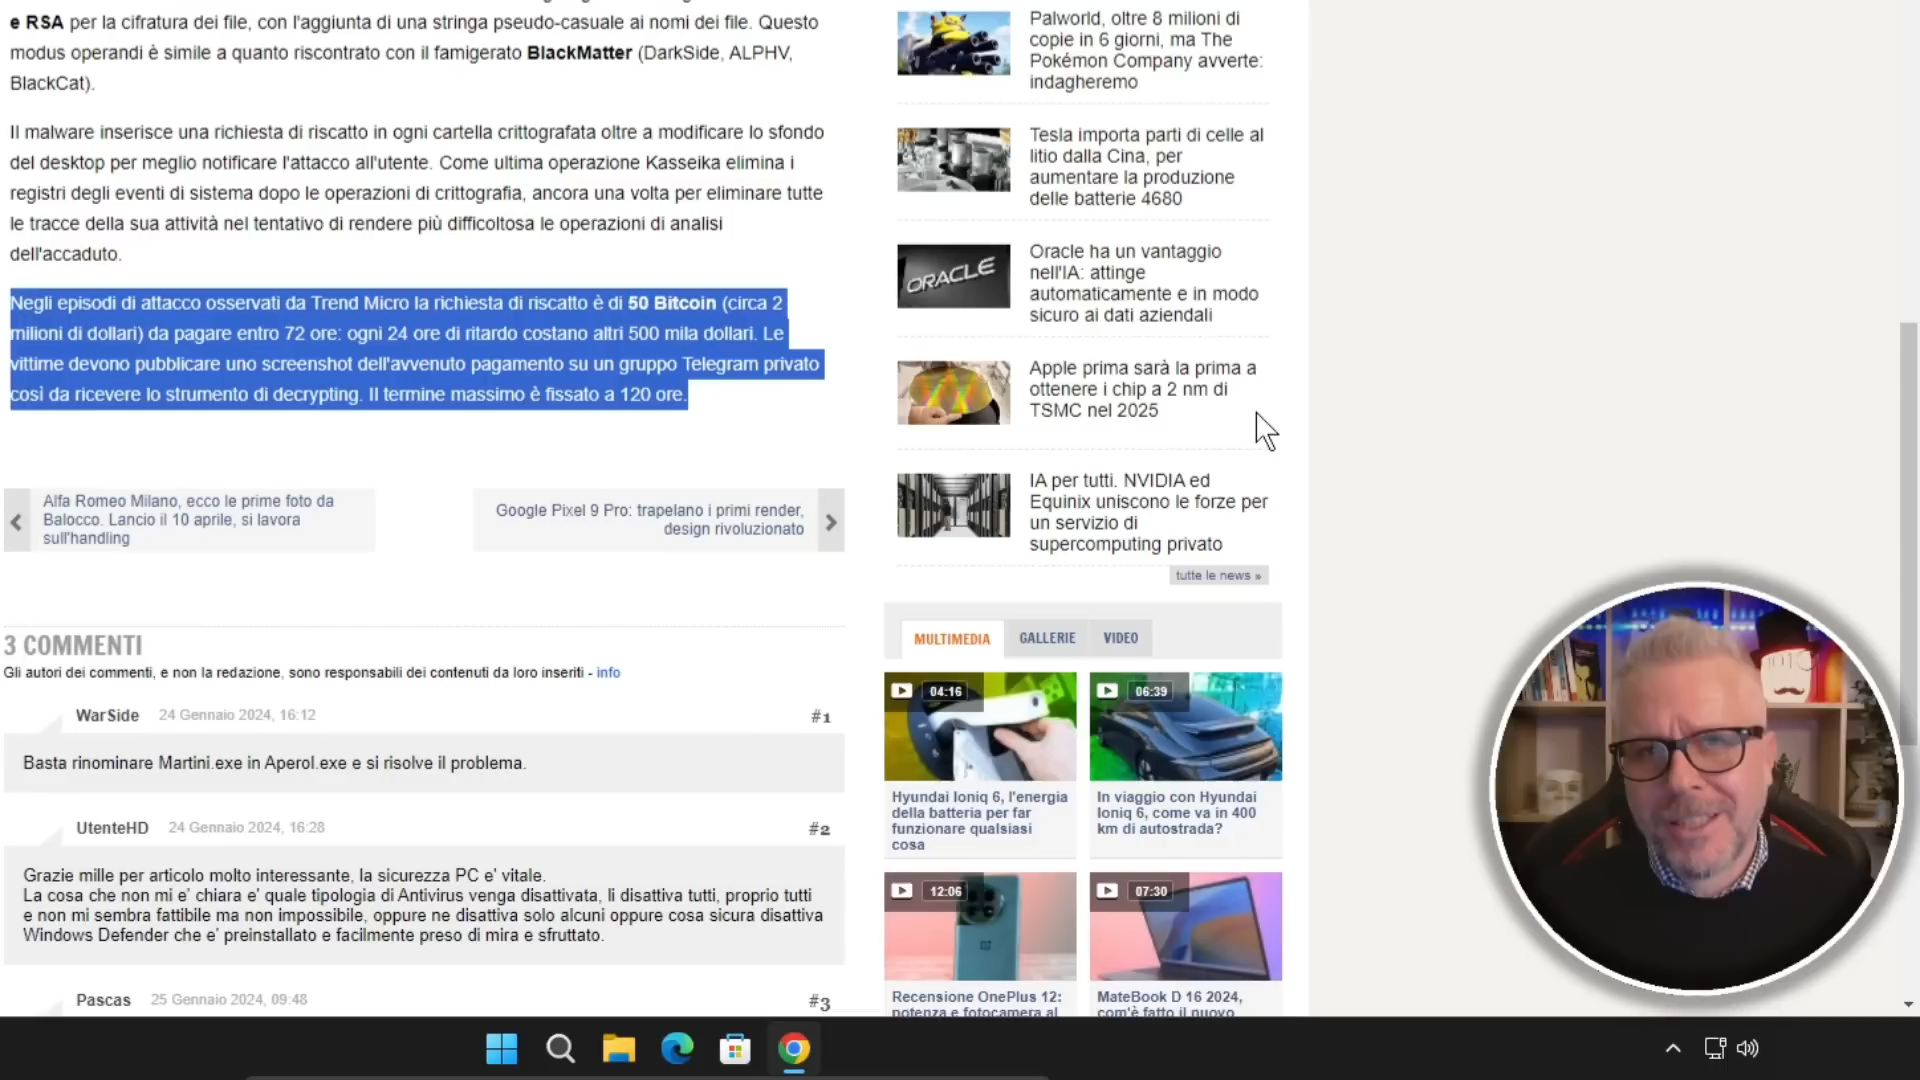 e RSA per la cifratura dei file, con l'aggiunta di una stringa pseudo-casuale ai nomi dei file. Questo
modus operandi è simile a quanto riscontrato con il famigerato BlackMatter (DarkSide, ALPHV,
BlackCat).
Il malware inserisce una richiesta di riscatto in ogni cartella crittografata oltre a modificare lo sfondo
del desktop per meglio notificare l'attacco all'utente. Come ultima operazione Kasseika elimina i
registri degli eventi di sistema dopo le operazioni di crittografia, ancora una volta per eliminare tutte
le tracce della sua attività nel tentativo di rendere più difficoltosa le operazioni di analisi
dell'accaduto.
Negli episodi di attacco osservati da Trend Micro la richiesta di riscatto è di 50 Bitcoin (circa 2
milioni di dollari) da pagare entro 72 ore: ogni 24 ore di ritardo costano altri 500 mila dollari. Le
vittime devono pubblicare uno screenshot dell'avvenuto pagamento su un gruppo Telegram privato
così da ricevere lo strumento di decrypting. Il termine massimo è fissato a 120 ore.
Alfa Romeo Milano, ecco le prime foto da
Balocco. Lancio il 10 aprile, si lavora
sull'handling
Google Pixel 9 Pro: trapelano i primi render,
design rivoluzionato
3 COMMENTI
Gli autori dei commenti, e non la redazione, sono responsabili dei contenuti da loro inseriti - info
WarSide 24 Gennaio 2024, 16:12 #1
Basta rinominare Martini.exe in Aperol.exe e si risolve il problema.
UtenteHD 24 Gennaio 2024, 16:28 #2
Grazie mille per articolo molto interessante, la sicurezza PC e' vitale.
La cosa che non mi e' chiara e' quale tipologia di Antivirus venga disattivata, li disattiva tutti, proprio tutti
e non mi sembra fattibile ma non impossibile, oppure ne disattiva solo alcuni oppure cosa sicura disattiva
Windows Defender che e' preinstallato e facilmente preso di mira e sfruttato.
Pascas 25 Gennaio 2024, 09:48 #3
Palworld, oltre 8 milioni di
copie in 6 giorni, ma The
Pokémon Company avverte:
indagheremo
Tesla importa parti di celle al
litio dalla Cina, per
aumentare la produzione
delle batterie 4680
ORACLE
Oracle ha un vantaggio
nell'IA: attinge
automaticamente e in modo
sicuro ai dati aziendali
Apple prima sarà la prima a
ottenere i chip a 2 nm di
TSMC nel 2025
IA per tutti. NVIDIA ed
Equinix uniscono le forze per
un servizio di
supercomputing privato
tutte le news »
MULTIMEDIA GALLERIE VIDEO
04:16
06:39
Hyundai Ioniq 6, l'energia
della batteria per far
funzionare qualsiasi
cosa
In viaggio con Hyundai
Ioniq 6, come va in 400
km di autostrada?
12:06
07:30
Recensione OnePlus 12:
potenza e fotocamera al
MateBook D 16 2024,
com'è fatto il nuovo